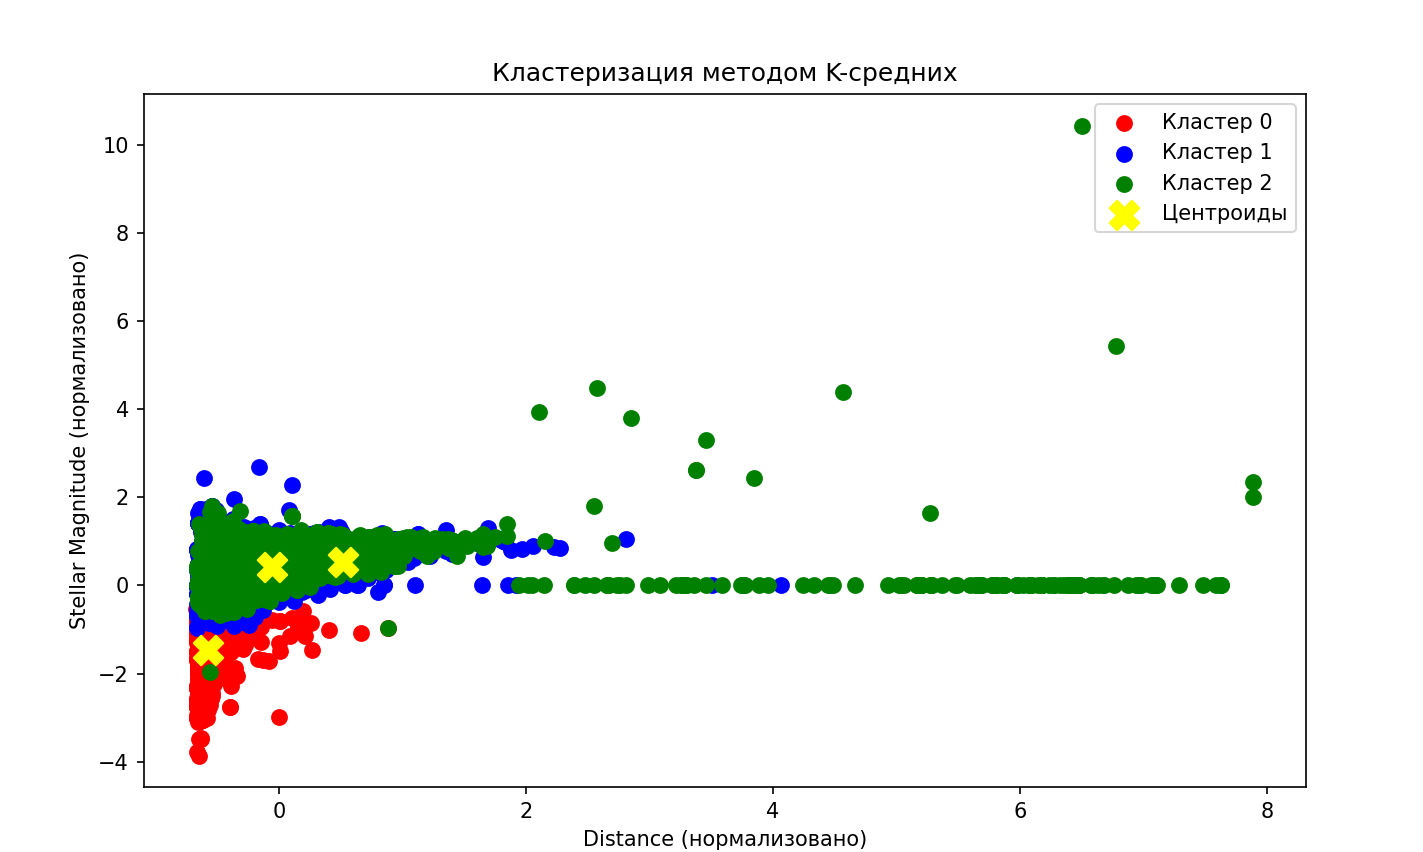 Кластеризация методом K-средних
Кластер 0
Кластер 1
Кластер 2
Центроиды
Stellar Magnitude (нормализовано)
10
8
6
4
2
0
−2
−4
0
2
4
6
8
Distance (нормализовано)